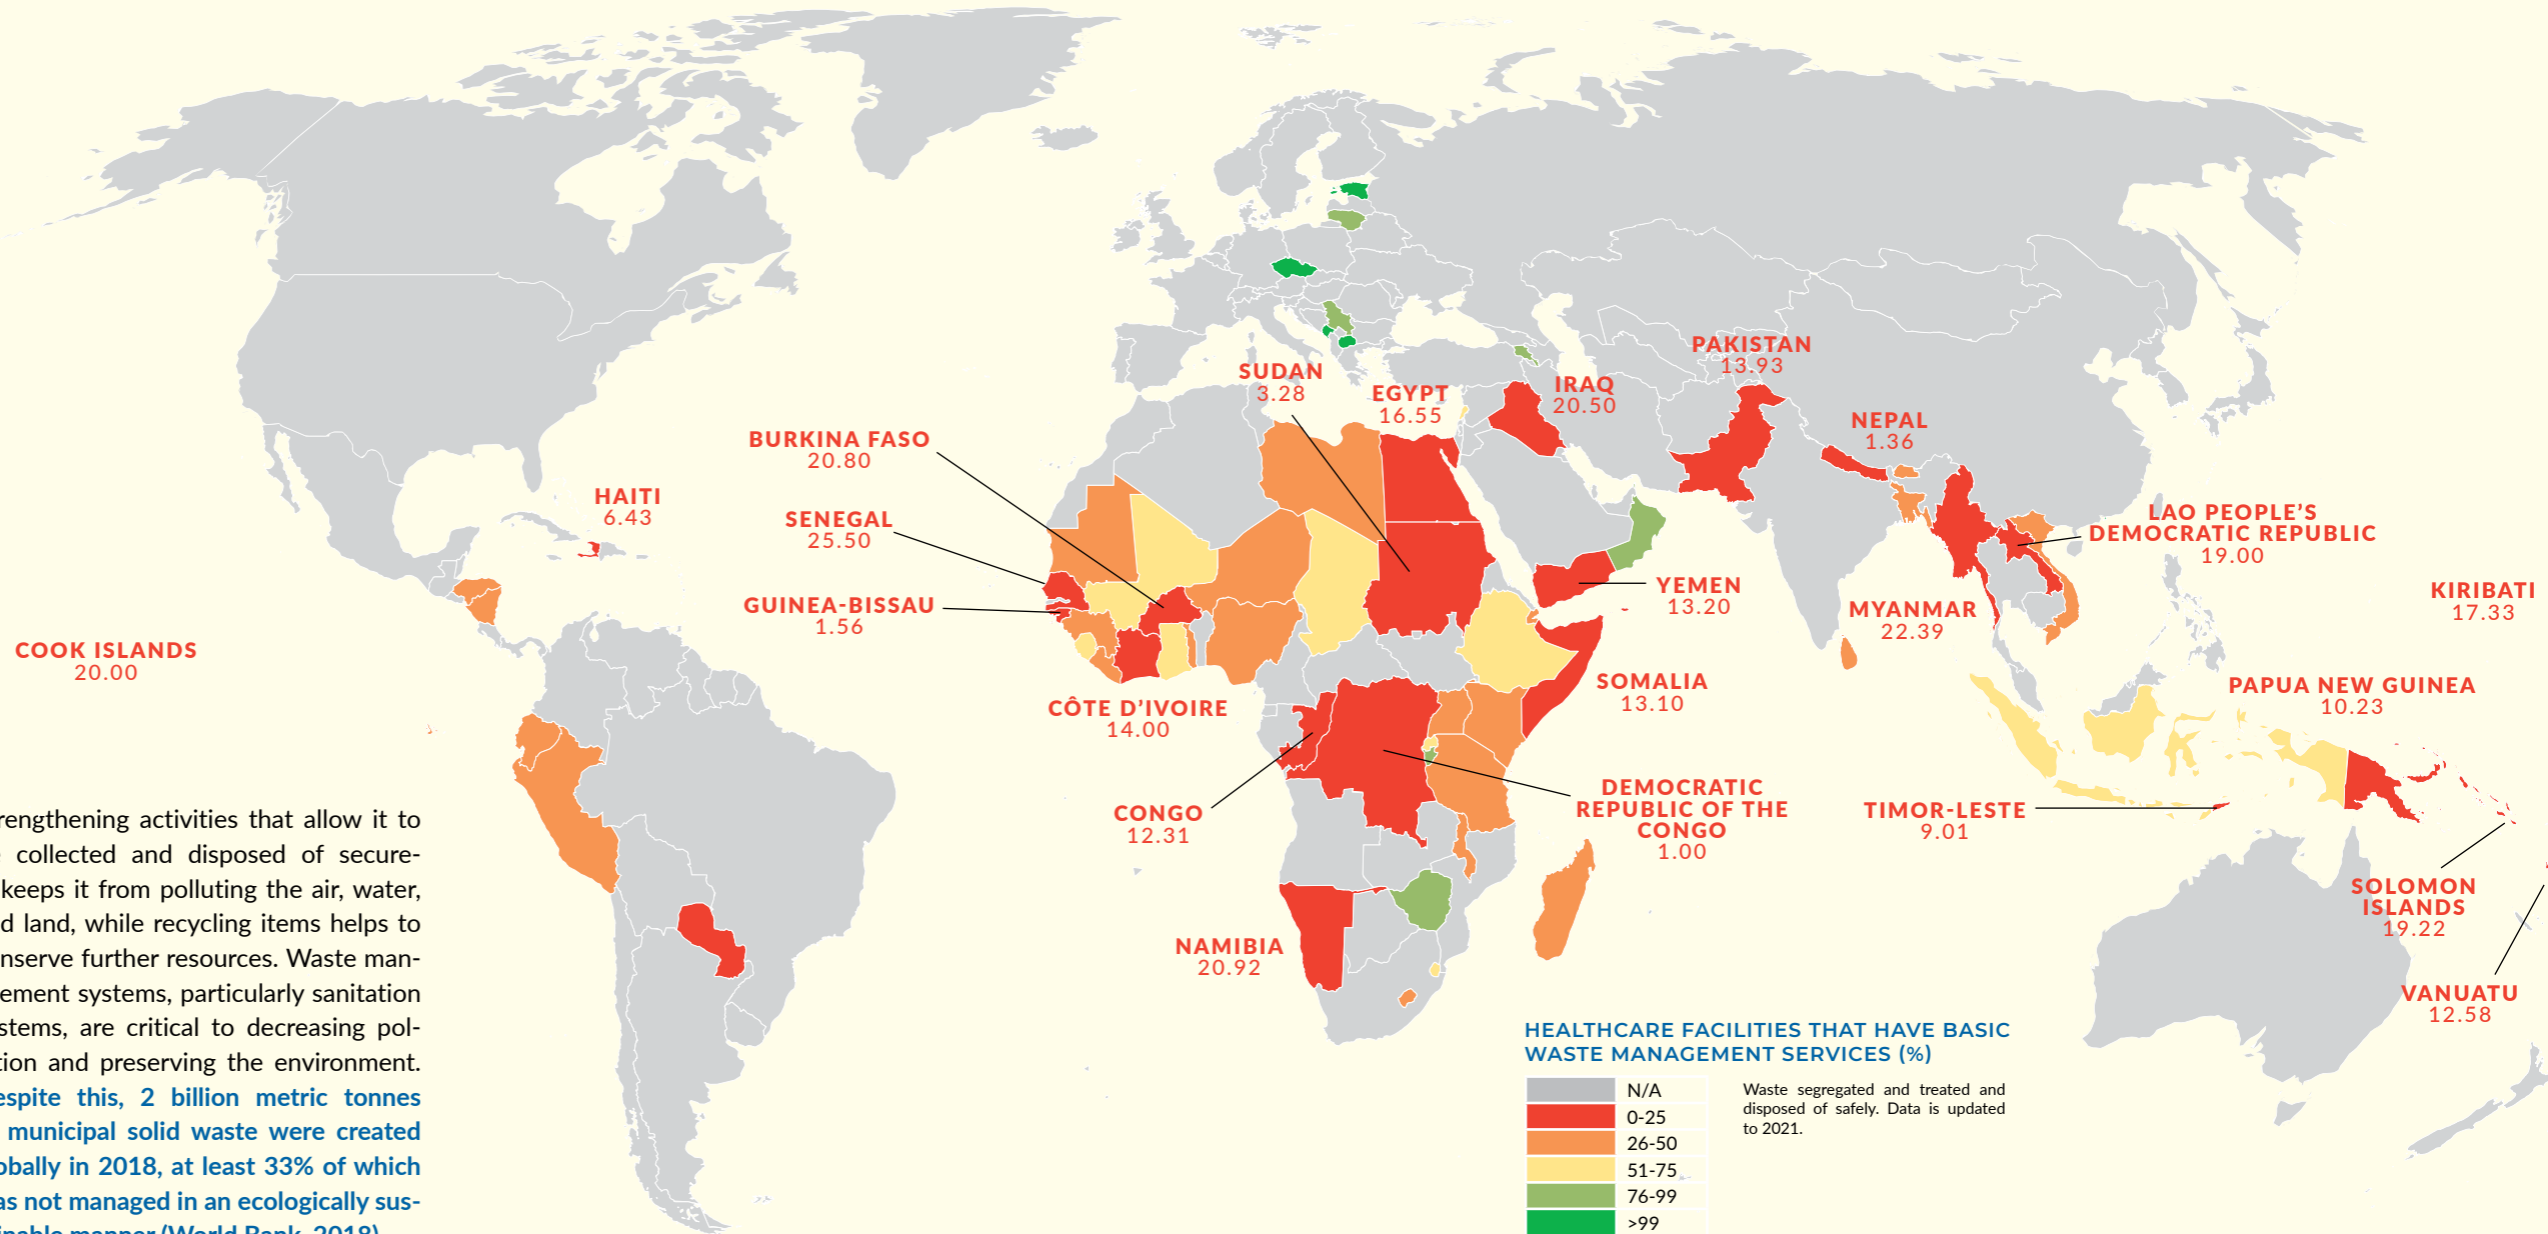 SUDAN
3.28
EGYPT
16.55
IRAQ
20.50
PAKISTAN
13.93
NEPAL
1.36
BURKINA FASO
20.80
HAITI
6.43
SENEGAL
25.50
GUINEA-BISSAU
1.56
COOK ISLANDS
20.00
LAO PEOPLE'S
DEMOCRATIC REPUBLIC
19.00
YEMEN
13.20
MYANMAR
22.39
KIRIBATI
17.33
CÔTE D'IVOIRE
14.00
SOMALIA
13.10
PAPUA NEW GUINEA
10.23
CONGO
12.31
DEMOCRATIC
REPUBLIC OF THE
CONGO
1.00
TIMOR-LESTE
9.01
SOLOMON
ISLANDS
19.22
NAMIBIA
20.92
VANUATU
12.58
rengthening activities that allow it to
collected and disposed of secure-
keeps it from polluting the air, water,
d land, while recycling items helps to
nserve further resources. Waste man-
ement systems, particularly sanitation
stems, are critical to decreasing pol-
tion and preserving the environment.
espite this, 2 billion metric tonnes
municipal solid waste were created
obally in 2018, at least 33% of which
as not managed in an ecologically sus-
inable manner (World Bank, 2018)
HEALTHCARE FACILITIES THAT HAVE BASIC
WASTE MANAGEMENT SERVICES (%)
N/A
0-25
26-50
51-75
76-99
>99
Waste segregated and treated and
disposed of safely. Data is updated
to 2021.